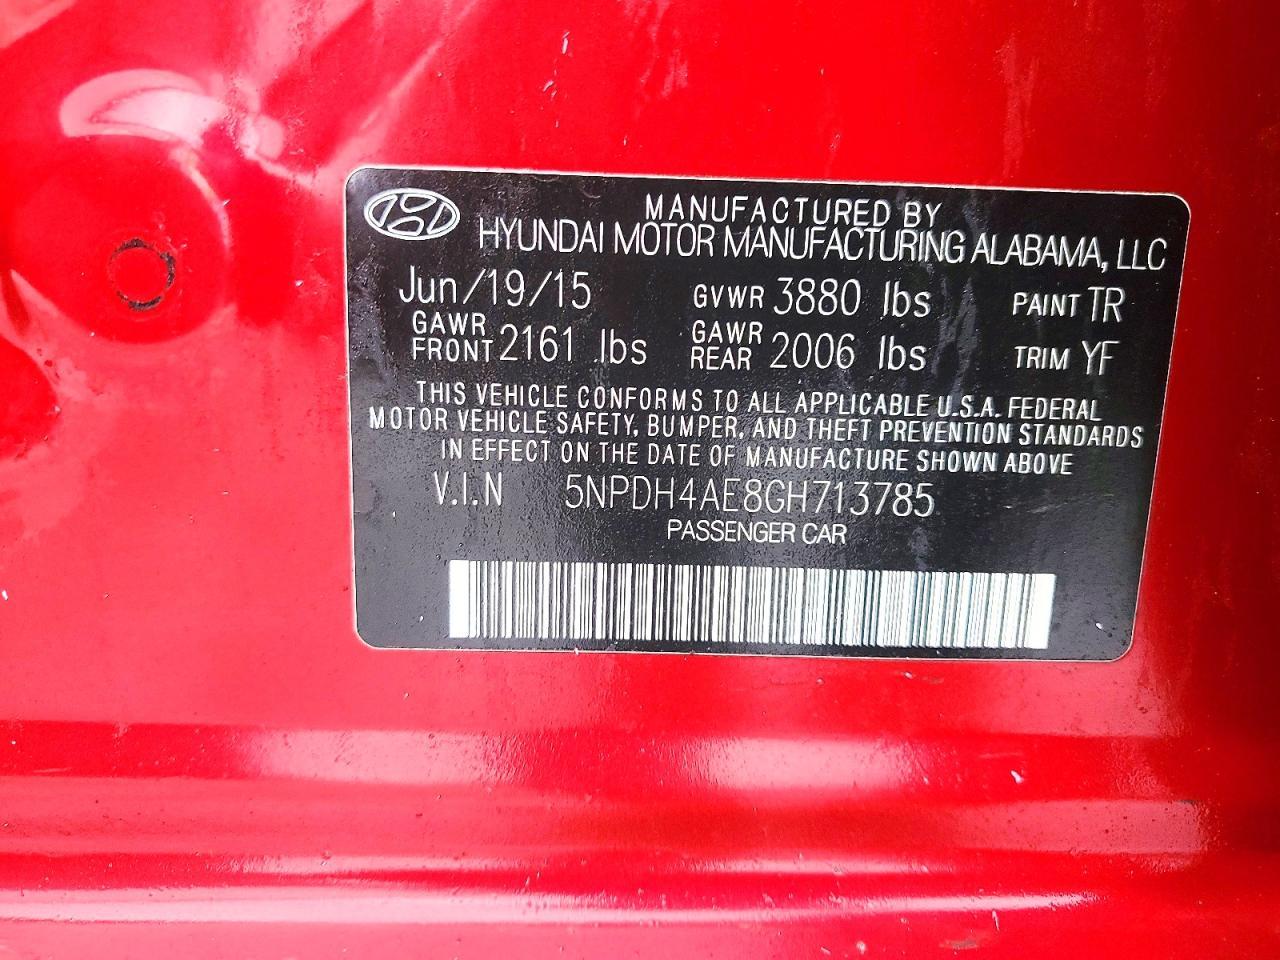 MANUFACTURED BY
HYUNDAI MOTOR MANUFACTURING ALABAMA, LLC
Jun/19/15 GVWR 3880 lbs PAINT TR
GAWR FRONT 2161 lbs GAWR REAR 2006 lbs TRIM YF
THIS VEHICLE CONFORMS TO ALL APPLICABLE U.S.A. FEDERAL
MOTOR VEHICLE SAFETY, BUMPER, AND THEFT PREVENTION STANDARDS
IN EFFECT ON THE DATE OF MANUFACTURE SHOWN ABOVE
V.I.N 5NPDH4AE8GH713785
PASSENGER CAR